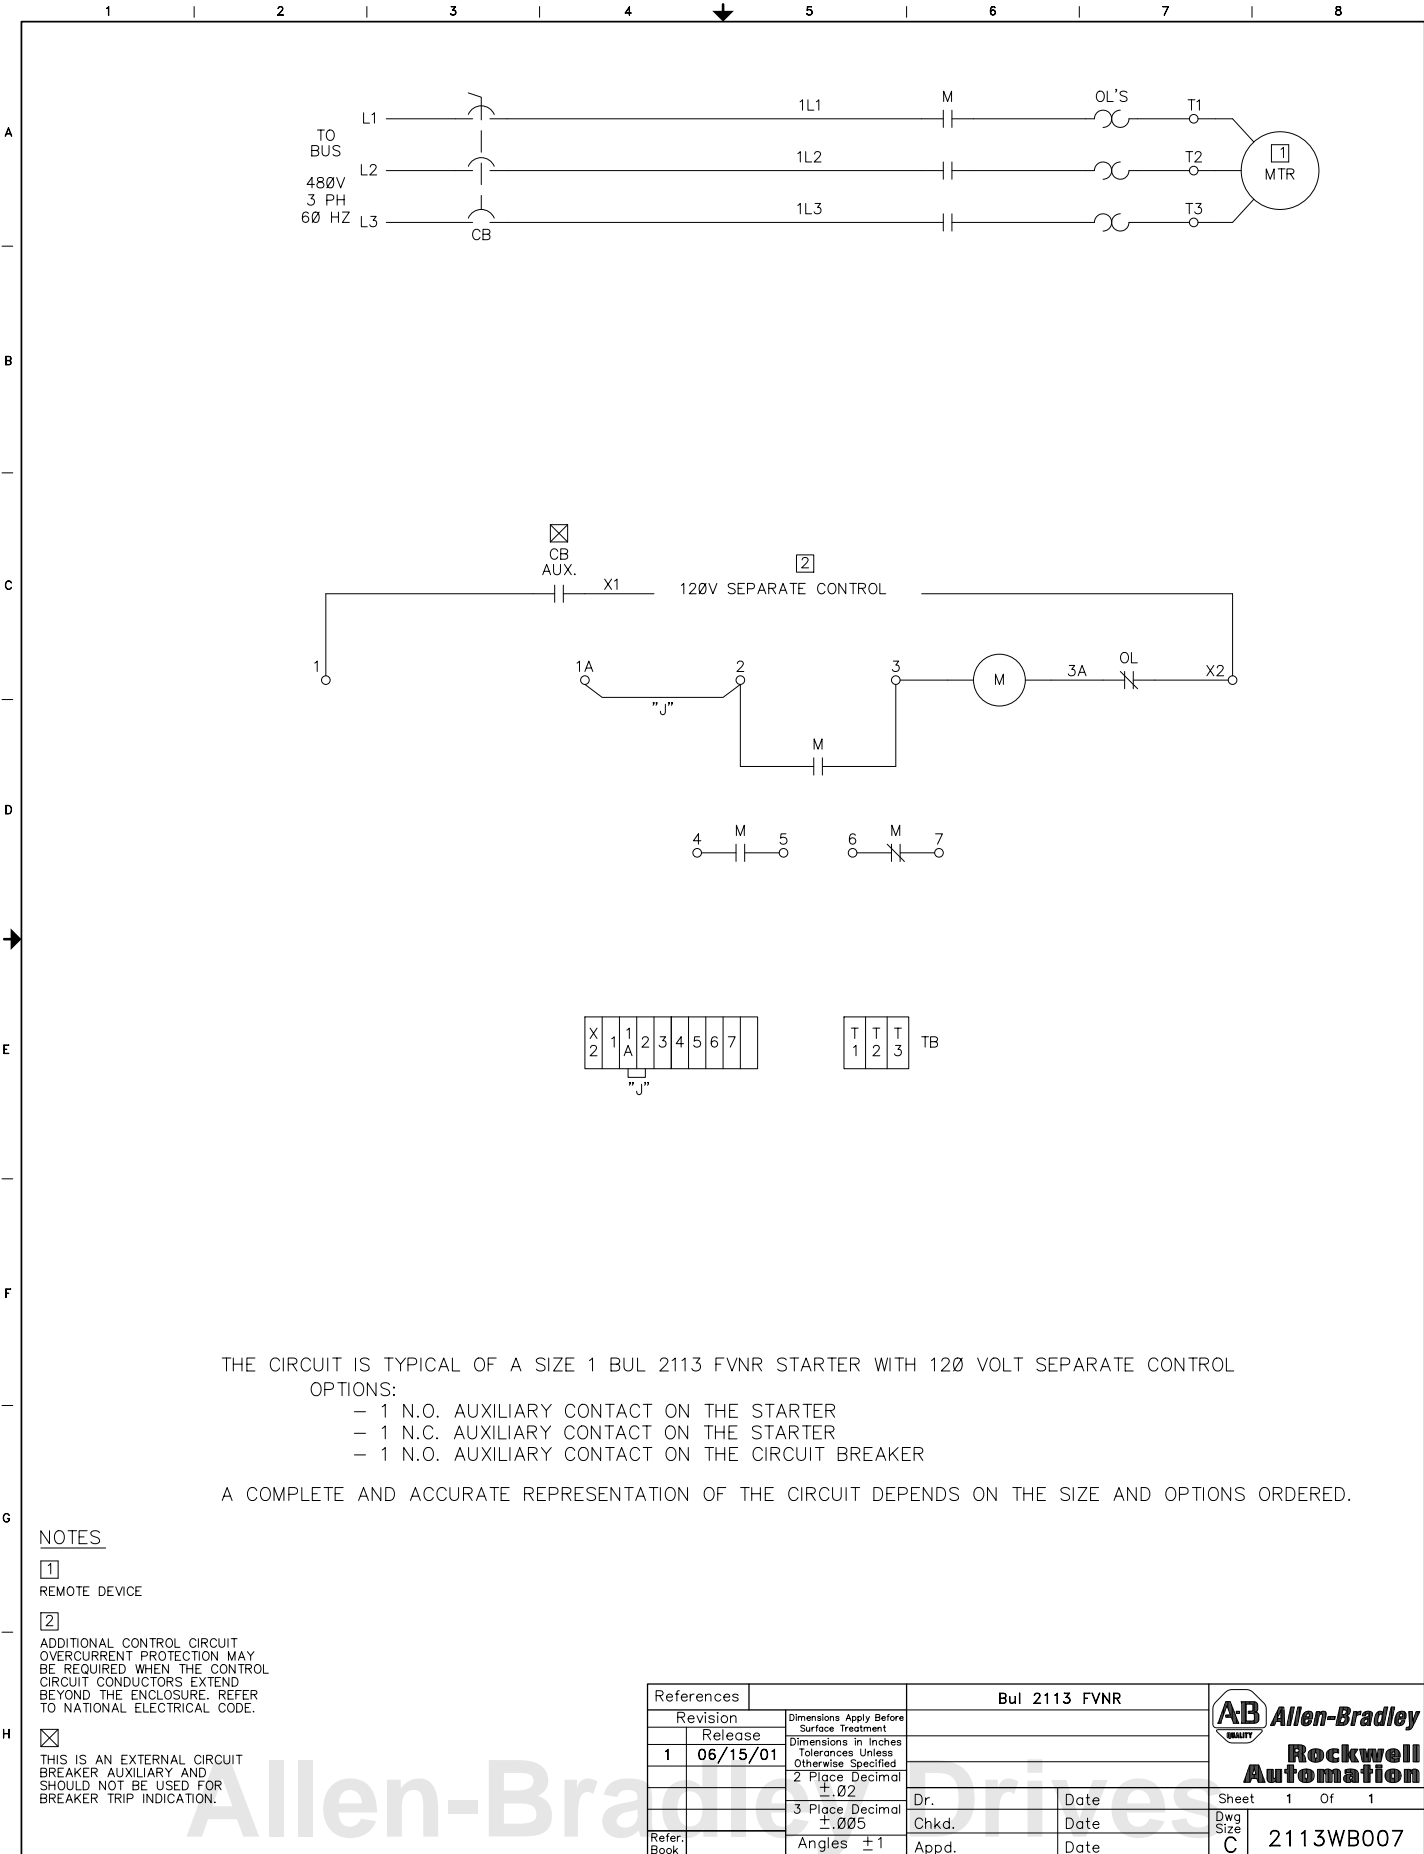 1 2 3 4 5 6 7 8
A
B
C
D
E
F
G
H
L1 1L1 M OL'S T1
TO
BUS
L2 1L2 T2
1
MTR
48ØV
3 PH
6Ø HZ
L3 1L3 T3
CB
CB
AUX.
X1
2
12ØV SEPARATE CONTROL
1 1A 2 3 M 3A OL X2
"J"
M
4 M 5 6 M 7
X2 1 1A 2 3 4 5 6 7
"J"
T1 T2 T3 TB
THE CIRCUIT IS TYPICAL OF A SIZE 1 BUL 2113 FVNR STARTER WITH 12Ø VOLT SEPARATE CONTROL
OPTIONS:
– 1 N.O. AUXILIARY CONTACT ON THE STARTER
– 1 N.C. AUXILIARY CONTACT ON THE STARTER
– 1 N.O. AUXILIARY CONTACT ON THE CIRCUIT BREAKER
A COMPLETE AND ACCURATE REPRESENTATION OF THE CIRCUIT DEPENDS ON THE SIZE AND OPTIONS ORDERED.
NOTES
1
REMOTE DEVICE
2
ADDITIONAL CONTROL CIRCUIT
OVERCURRENT PROTECTION MAY
BE REQUIRED WHEN THE CONTROL
CIRCUIT CONDUCTORS EXTEND
BEYOND THE ENCLOSURE. REFER
TO NATIONAL ELECTRICAL CODE.
THIS IS AN EXTERNAL CIRCUIT
BREAKER AUXILIARY AND
SHOULD NOT BE USED FOR
BREAKER TRIP INDICATION.
Allen-Bradley Drives
References
Revision
Release
1 06/15/01
Refer.
Book
Dimensions Apply Before
Surface Treatment
Dimensions in Inches
Tolerances Unless
Otherwise Specified
2 Place Decimal
±.02
3 Place Decimal
±.005
Angles ±1
Bul 2113 FVNR
Dr. Date
Chkd. Date
Appd. Date
A-B
QUALITY
Allen-Bradley
Rockwell
Automation
Sheet 1 Of 1
Dwg
Size
C
2113WB007